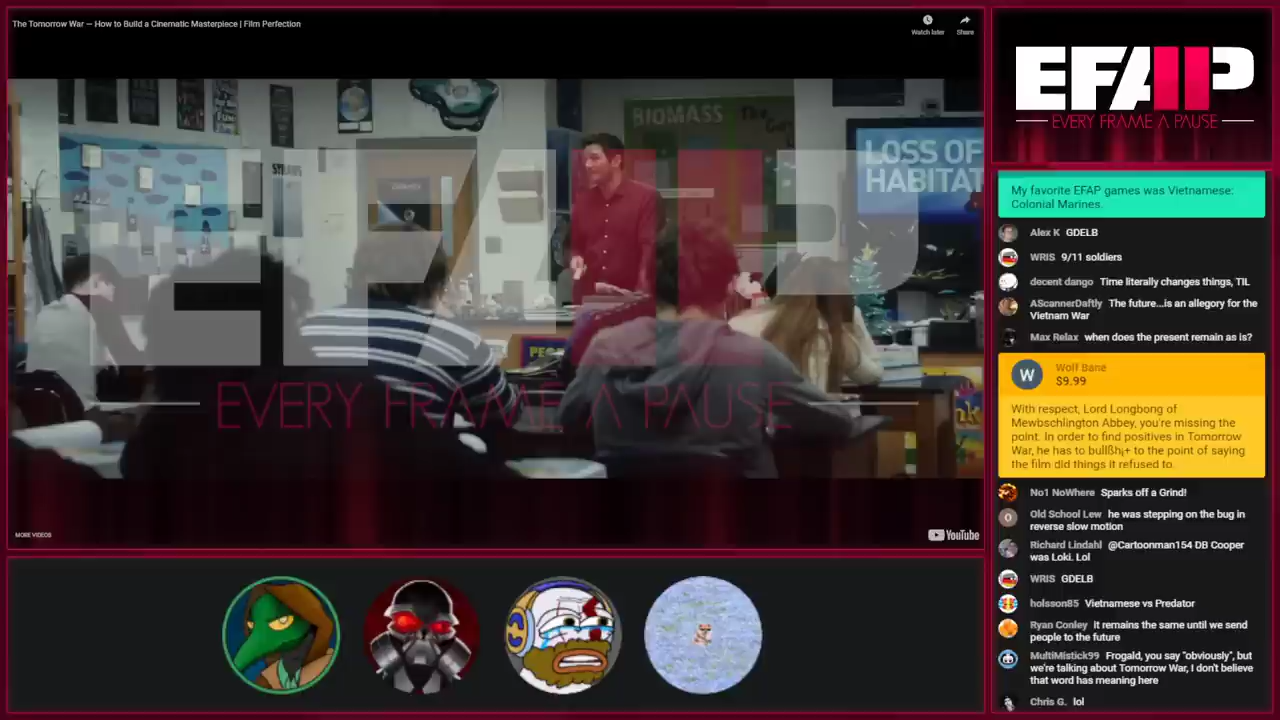 The Tomorrow War — How to Build a Cinematic Masterpiece | Film Perfection
Watch later
Share
BIOMASS
LOSS OF
HABITAT
EFAP
EVERY FRAME A PAUSE
MORE VIDEOS
YouTube
EFAP
EVERY FRAME A PAUSE
My favorite EFAP games was Vietnamese:
Colonial Marines.
Alex K GDELB
WRIS 9/11 soldiers
decent dango Time literally changes things, TIL
AScannerDaftly The future...is an allegory for the
Vietnam War
Max Relax when does the present remain as is?
W
Wolf Bane
$9.99
With respect, Lord Longbong of
Mewbschlington Abbey, you're missing the
point. In order to find positives in Tomorrow
War, he has to bullßh¡+ to the point of saying
the film did things it refused to.
No1 NoWhere Sparks off a Grind!
O
Old School Lew he was stepping on the bug in
reverse slow motion
Richard Lindahl @Cartoonman154 DB Cooper
was Loki. Lol
WRIS GDELB
holsson85 Vietnamese vs Predator
Ryan Conley it remains the same until we send
people to the future
MultiMistick99 Frogald, you say "obviously", but
we're talking about Tomorrow War, I don't believe
that word has meaning here
Chris G. lol